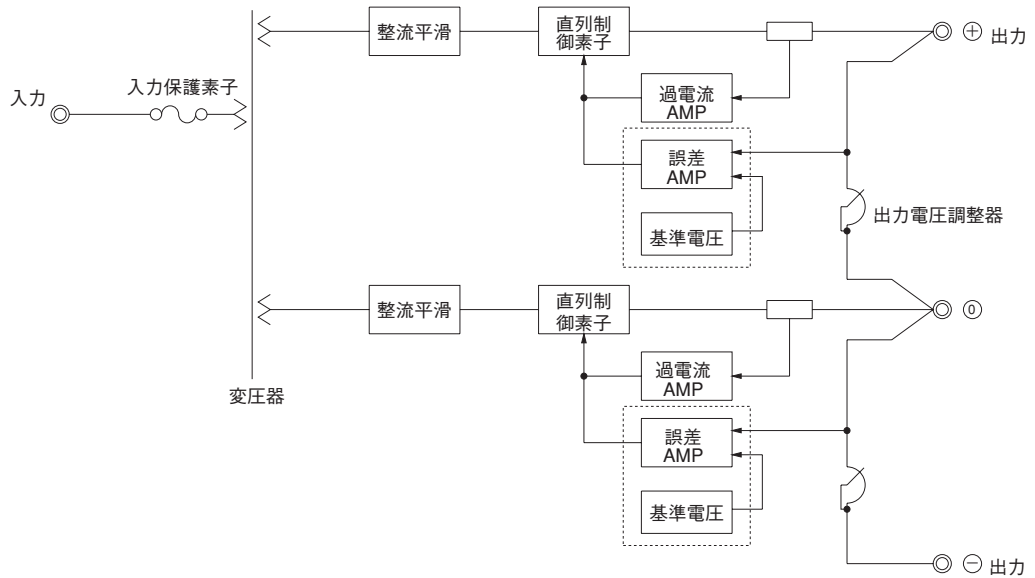 入力
入力保護素子
変圧器
整流平滑
直列制
御素子
過電流
AMP
誤差
AMP
基準電圧
出力電圧調整器
+ 出力
整流平滑
直列制
御素子
0
過電流
AMP
誤差
AMP
基準電圧
− 出力